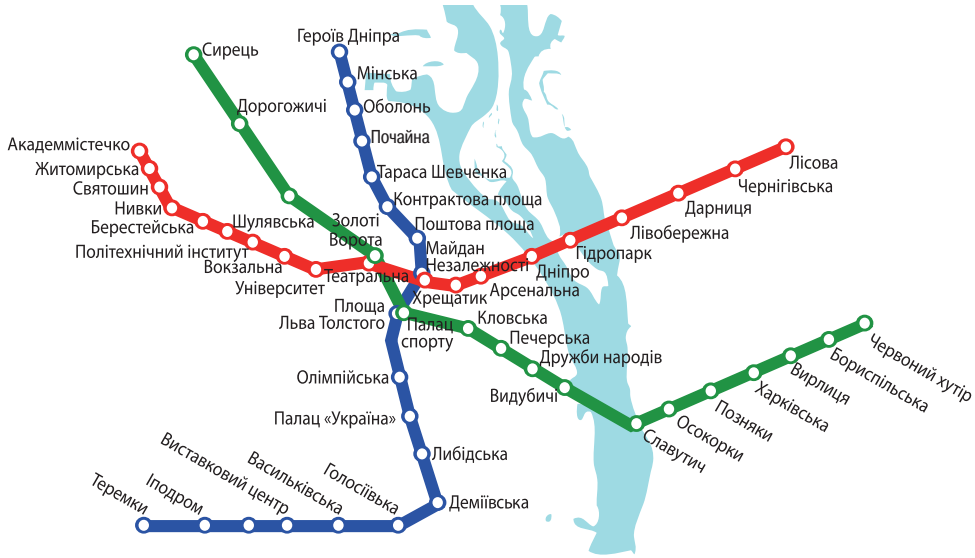 Героїв Дніпра
Сирець
Мінська
Дорогожичі
Оболонь
Почайна
Академмістечко
Житомирська
Святошин
Нивки
Берестейська
Шулявська
Політехнічний інститут
Вокзальна
Університет
Тараса Шевченка
Контрактова площа
Поштова площа
Майдан
Незалежності
Золоті
Ворота
Театральна
Хрещатик
Арсенальна
Дніпро
Гідропарк
Лівобережна
Дарниця
Чернігівська
Лісова
Площа
Льва Толстого
Палац
спорту
Кловська
Печерська
Дружби народів
Видубичі
Славутич
Осокорки
Позняки
Харківська
Вирлиця
Бориспільська
Червоний хутір
Олімпійська
Палац «Україна»
Либідська
Деміївська
Голосіївська
Васильківська
Виставковий центр
Іподром
Теремки